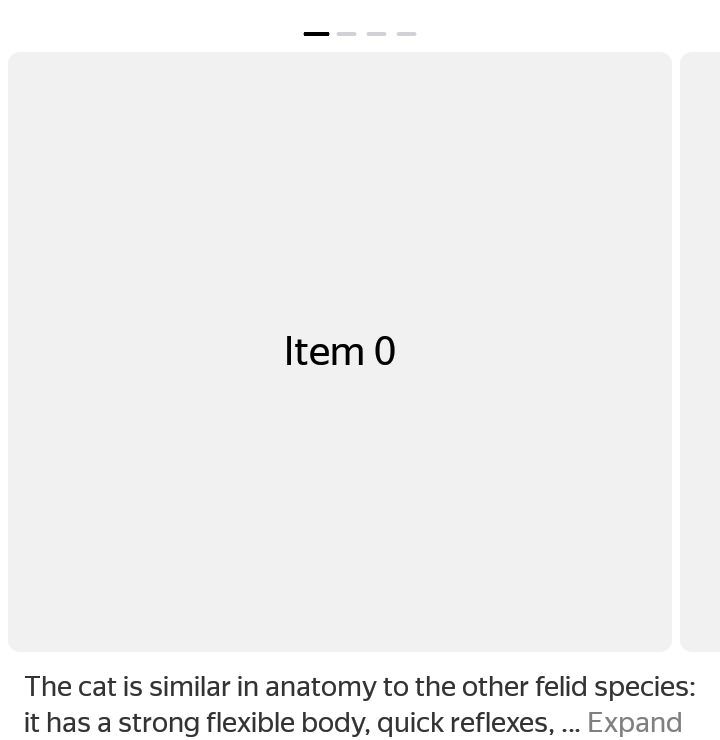 Item 0
The cat is similar in anatomy to the other felid species:
it has a strong flexible body, quick reflexes, ... Expand